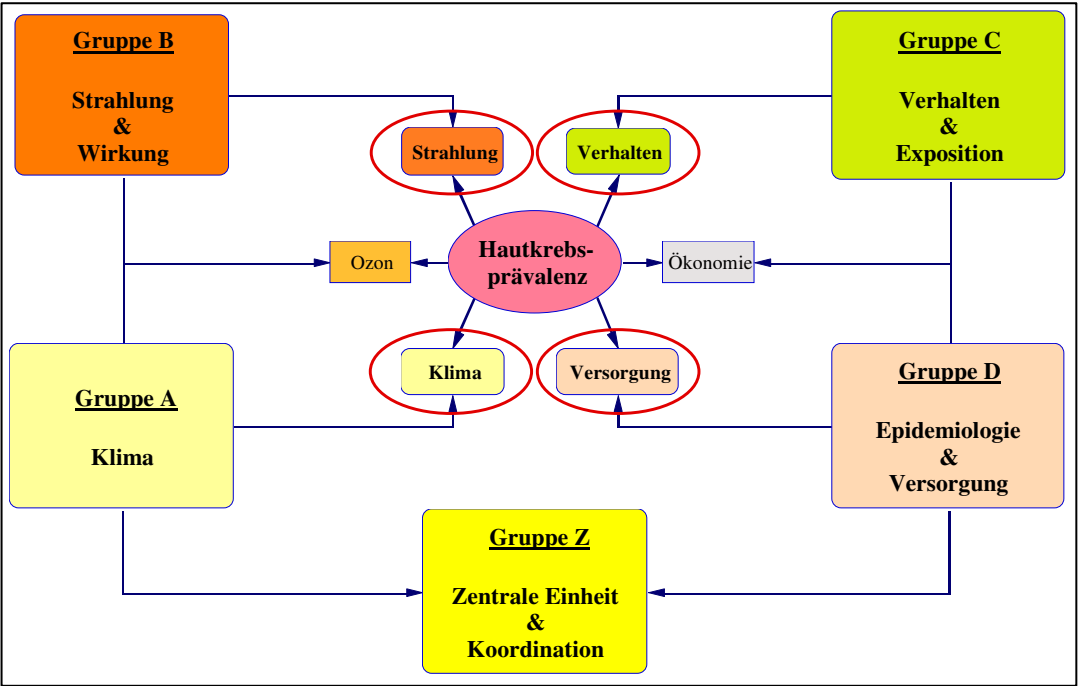 Gruppe B
Strahlung
&
Wirkung
Gruppe C
Verhalten
&
Exposition
Strahlung
Verhalten
Ozon
Hautkrebs-
prävalenz
Ökonomie
Klima
Versorgung
Gruppe A
Klima
Gruppe D
Epidemiologie
&
Versorgung
Gruppe Z
Zentrale Einheit
&
Koordination